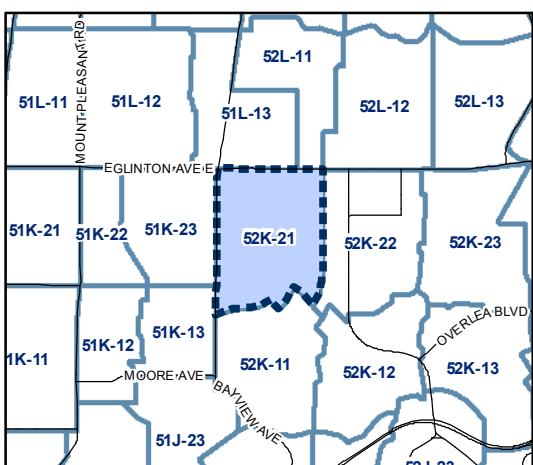 MOUNT PLEASANT RD
52L-11
51L-11
51L-12
51L-13
52L-12
52L-13
EGLINTON AVE E
51K-21
51K-22
51K-23
52K-21
52K-22
52K-23
1K-11
51K-12
51K-13
52K-11
52K-12
52K-13
OVERLEA BLVD
MOORE AVE
BAYVIEW AVE
51J-23